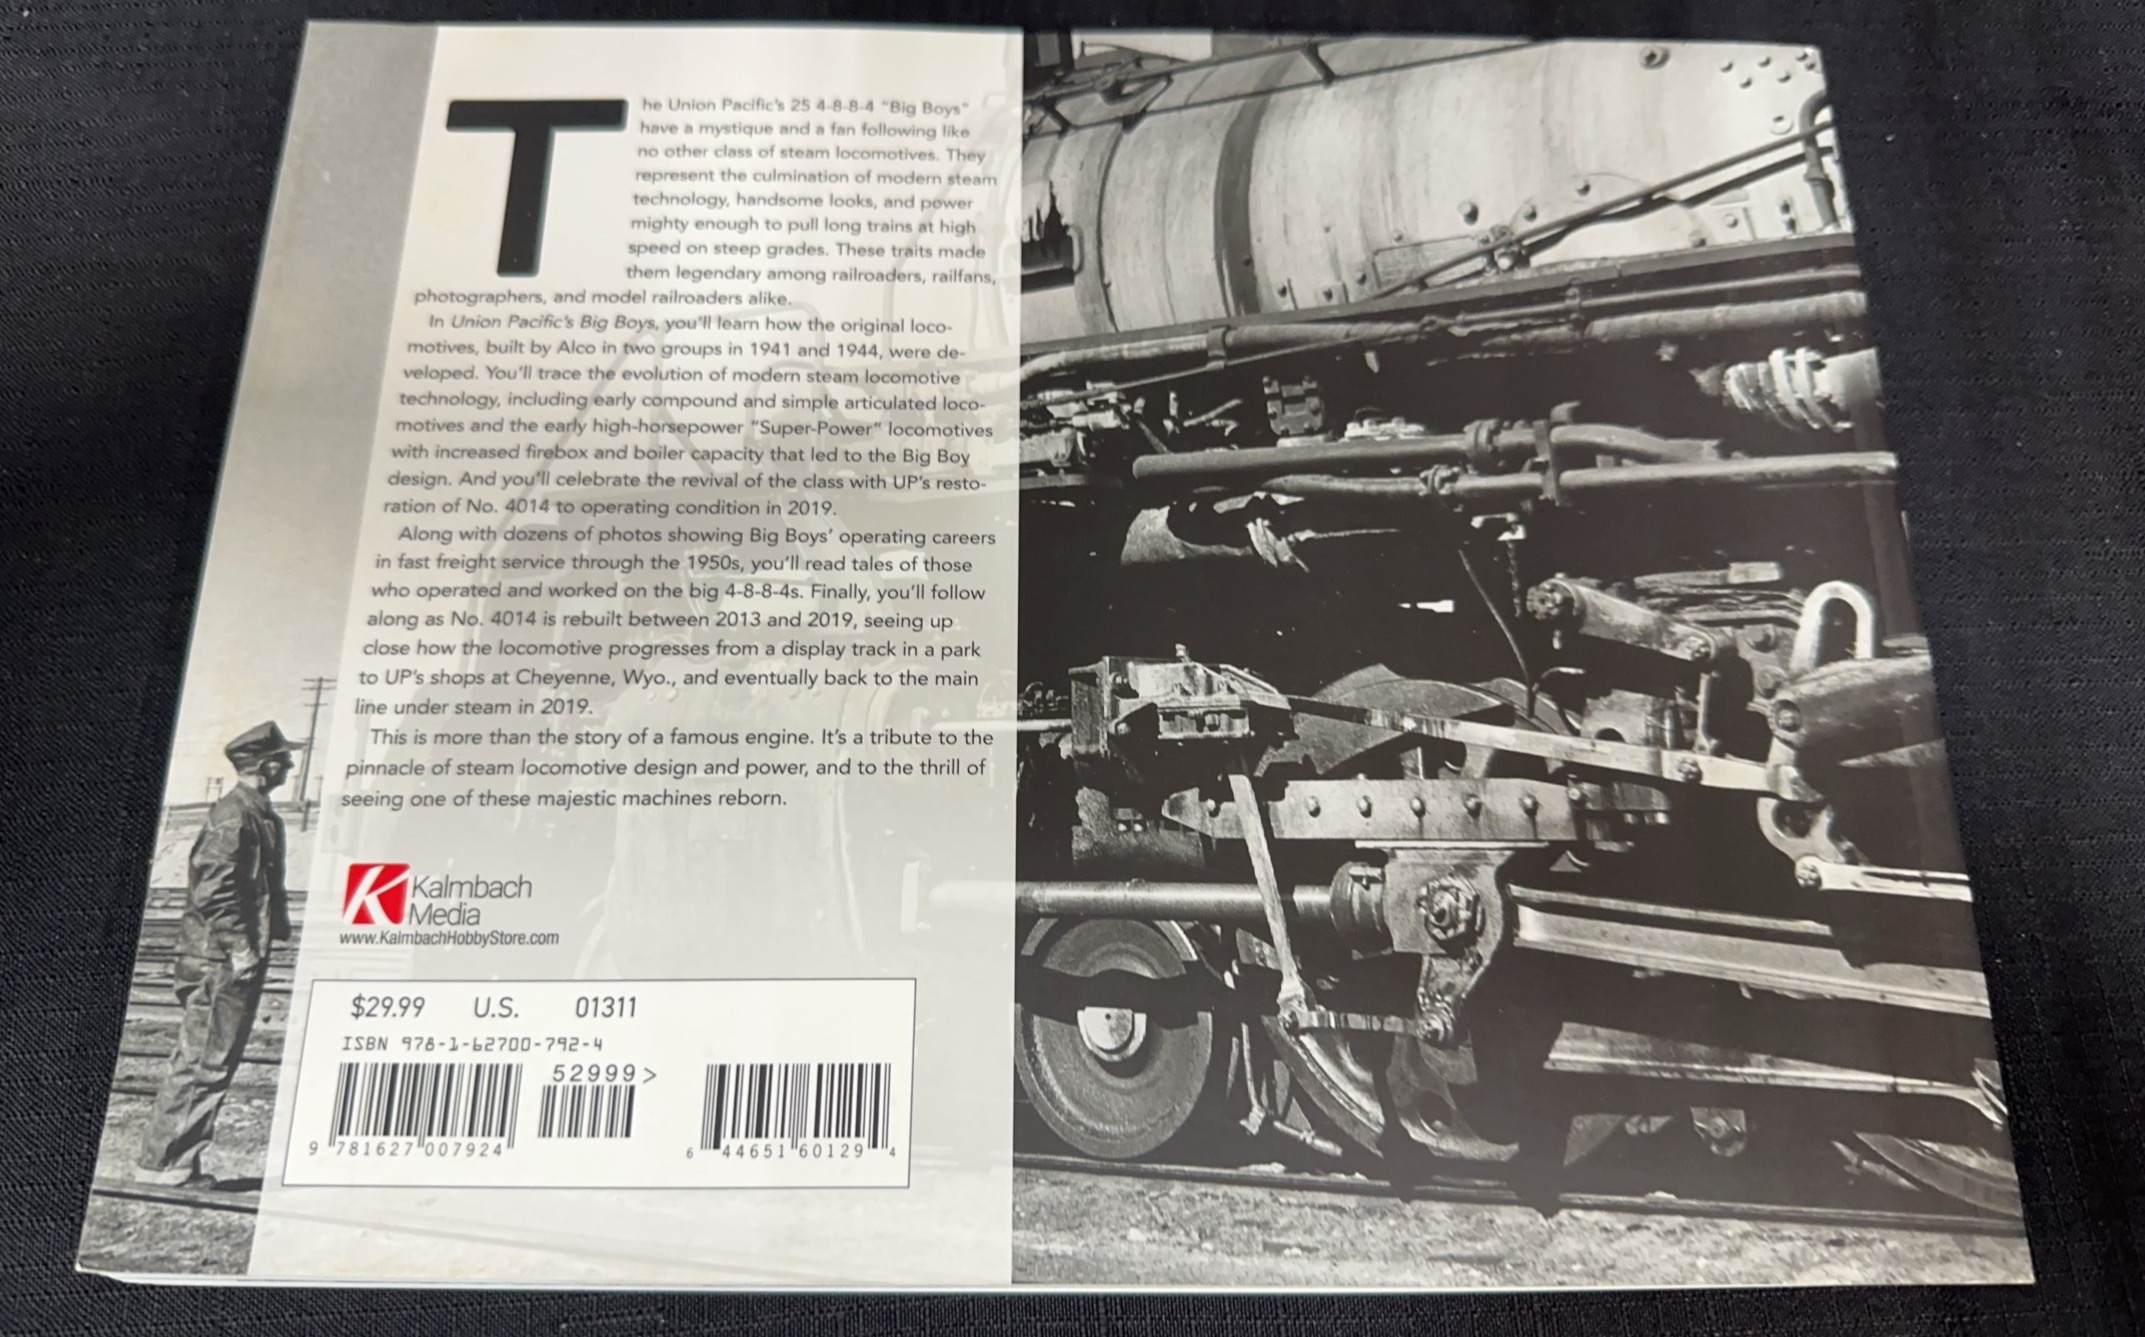 The Union Pacific's 25 4-8-8-4 "Big Boys"
have a mystique and a fan following like
no other class of steam locomotives. They
represent the culmination of modern steam
technology, handsome looks, and power
mighty enough to pull long trains at high
speed on steep grades. These traits made
them legendary among railroaders, railfans,
photographers, and model railroaders alike.
In Union Pacific's Big Boys, you'll learn how the original loco-
motives, built by Alco in two groups in 1941 and 1944, were de-
veloped. You'll trace the evolution of modern steam locomotive
technology, including early compound and simple articulated loco-
motives and the early high-horsepower "Super-Power" locomotives
with increased firebox and boiler capacity that led to the Big Boy
design. And you'll celebrate the revival of the class with UP's resto-
ration of No. 4014 to operating condition in 2019.
Along with dozens of photos showing Big Boys' operating careers
in fast freight service through the 1950s, you'll read tales of those
who operated and worked on the big 4-8-8-4s. Finally, you'll follow
along as No. 4014 is rebuilt between 2013 and 2019, seeing up
close how the locomotive progresses from a display track in a park
to UP's shops at Cheyenne, Wyo., and eventually back to the main
line under steam in 2019.
This is more than the story of a famous engine. It's a tribute to the
pinnacle of steam locomotive design and power, and to the thrill of
seeing one of these majestic machines reborn.
Kalmbach
Media
www.KalmbachHobbyStore.com
$29.99 U.S. 01311
ISBN 978-1-62700-792-4
52999>
9 781627 007924
6 44651 60129 4